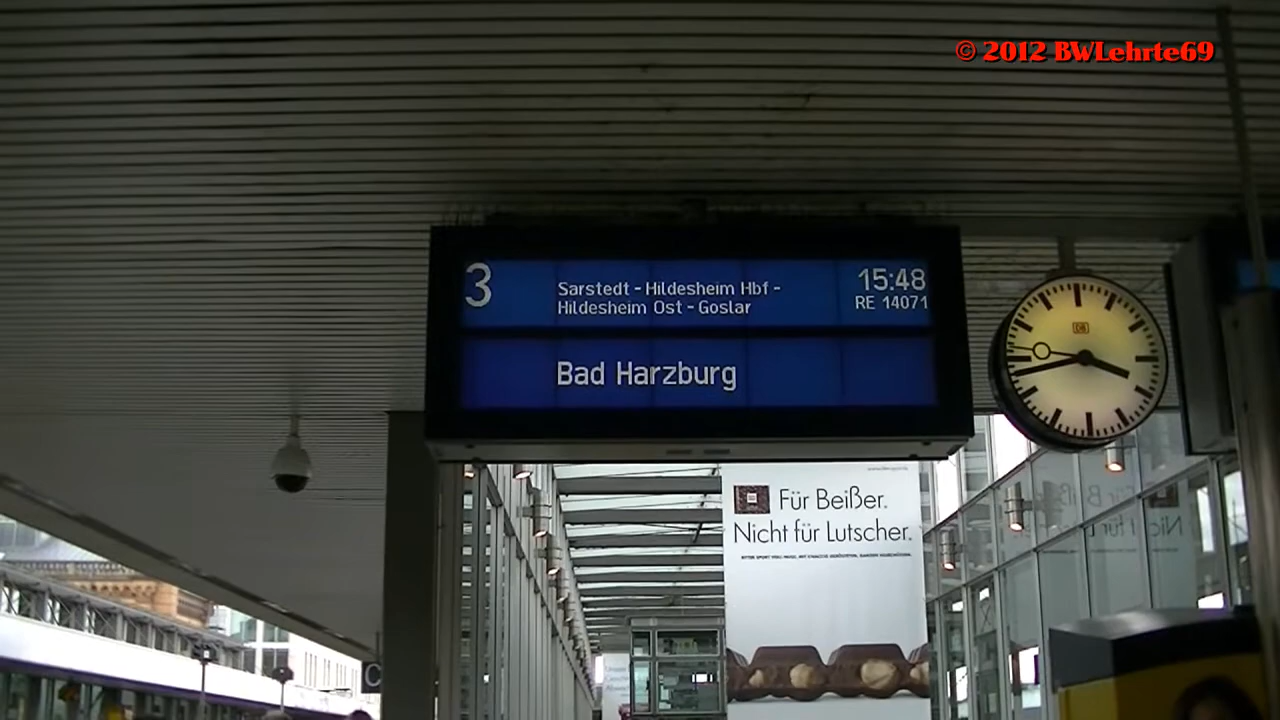 © 2012 BWLehrte69
3
Sarstedt - Hildesheim Hbf -
Hildesheim Ost - Goslar
15:48
RE 14071
Bad Harzburg
DB
Für Beißer.
Nicht für Lutscher.
C